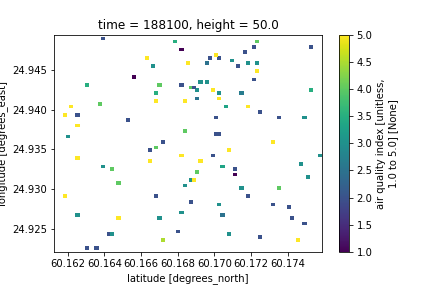 time = 188100, height = 50.0
24.945
24.940
24.935
24.930
24.925
longitude [degrees_east]
60.162 60.164 60.166 60.168 60.170 60.172 60.174
latitude [degrees_north]
5.0
4.5
4.0
3.5
3.0
2.5
2.0
1.5
1.0
air quality index [unitless,
1.0 to 5.0] [None]